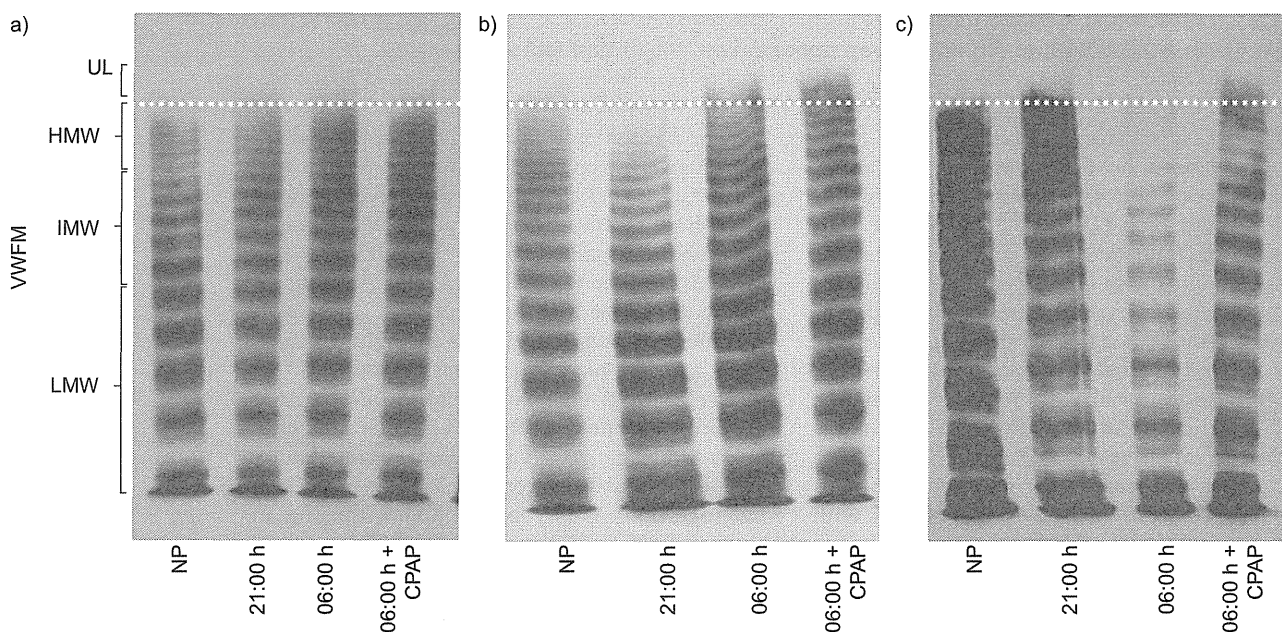 a)
b)
c)
UL
HMW
IMW
LMW
VWFM
NP
21:00 h
06:00 h
06:00 h +
CPAP
NP
21:00 h
06:00 h
06:00 h +
CPAP
NP
21:00 h
06:00 h
06:00 h +
CPAP